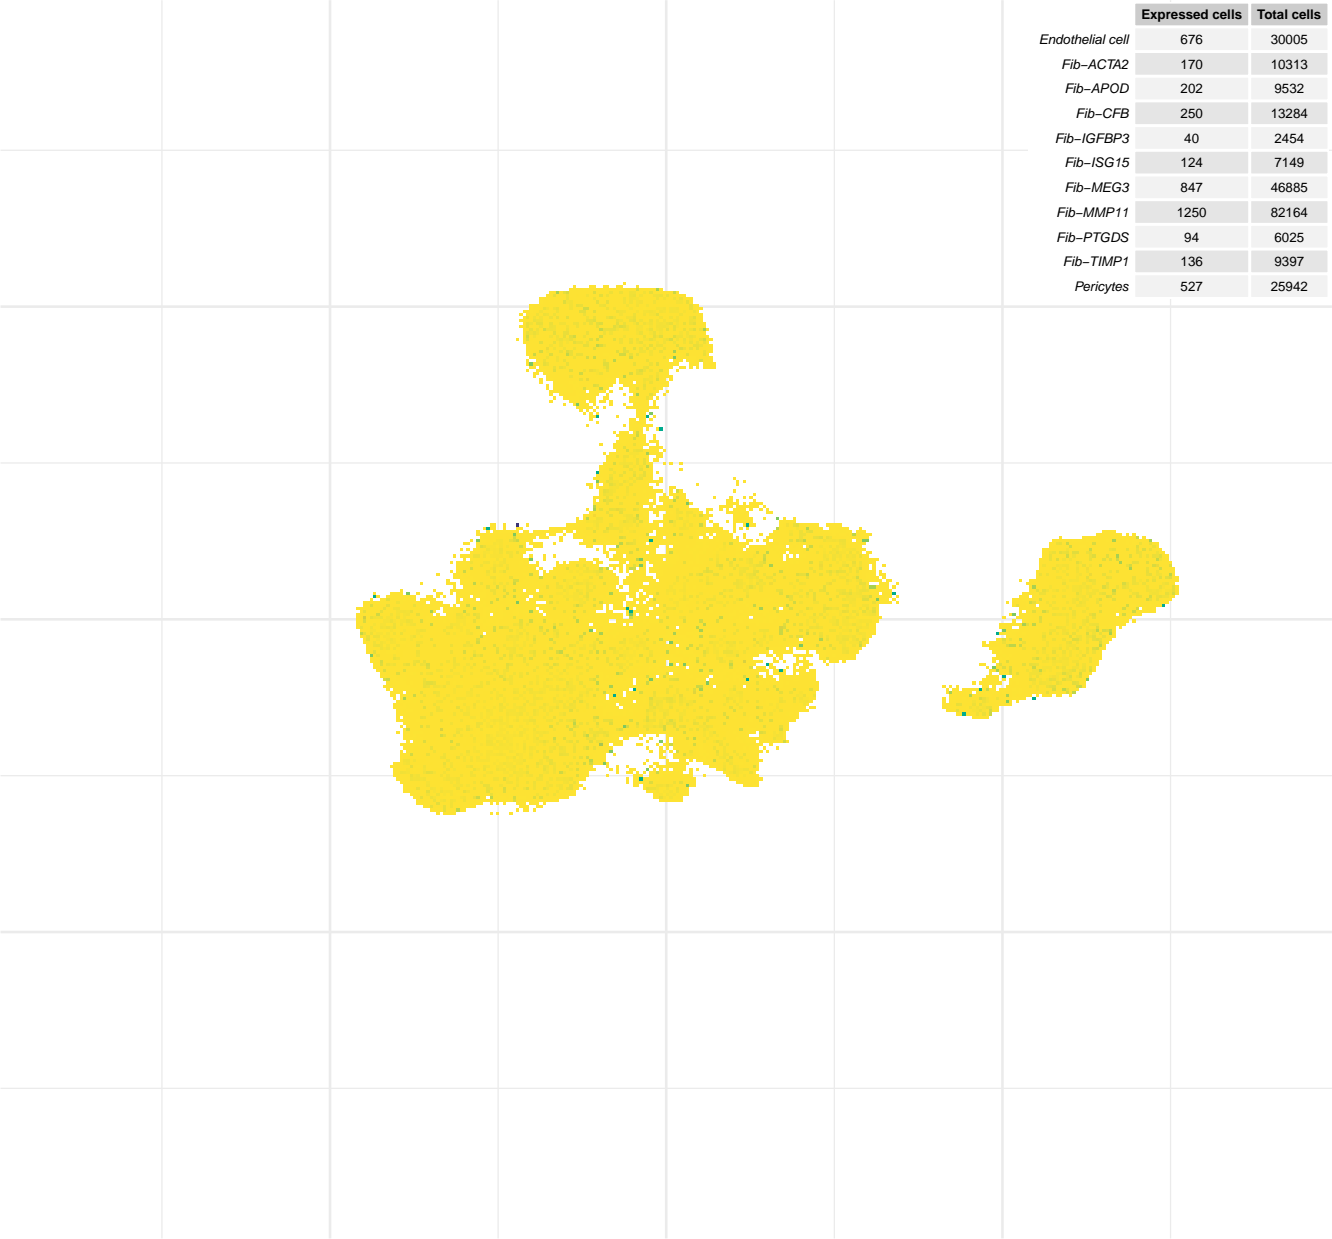 Expressed cells Total cells
Endothelial cell 676 30005
Fib−ACTA2 170 10313
Fib−APOD 202 9532
Fib−CFB 250 13284
Fib−IGFBP3 40 2454
Fib−ISG15 124 7149
Fib−MEG3 847 46885
Fib−MMP11 1250 82164
Fib−PTGDS 94 6025
Fib−TIMP1 136 9397
Pericytes 527 25942